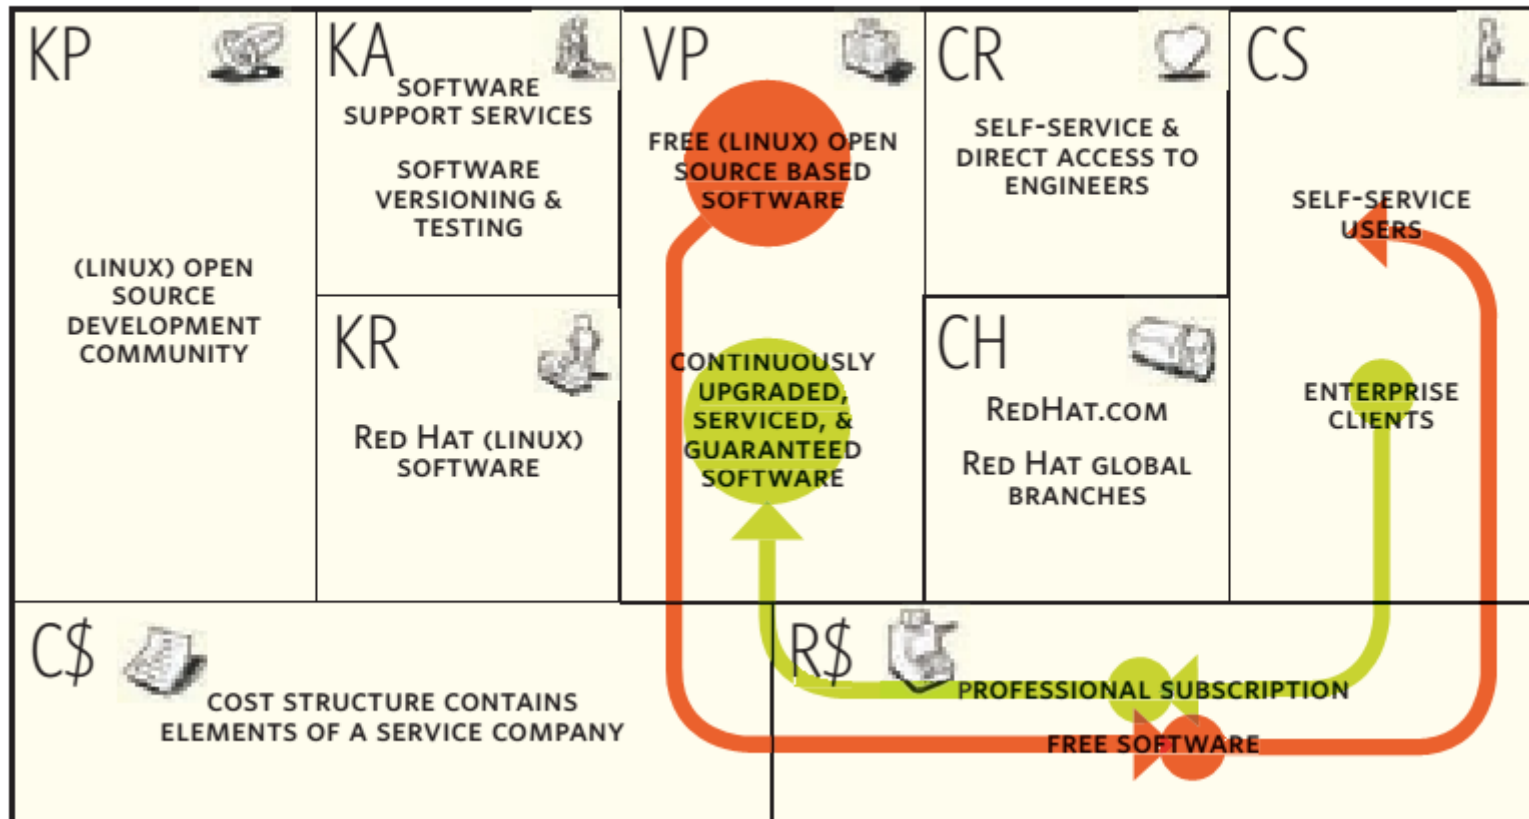 KP
(LINUX) OPEN
SOURCE
DEVELOPMENT
COMMUNITY
KA
SOFTWARE
SUPPORT SERVICES
SOFTWARE
VERSIONING &
TESTING
KR
RED HAT (LINUX)
SOFTWARE
VP
FREE (LINUX) OPEN
SOURCE BASED
SOFTWARE
CONTINUOUSLY
UPGRADED,
SERVICED, &
GUARANTEED
SOFTWARE
CR
SELF-SERVICE &
DIRECT ACCESS TO
ENGINEERS
CH
REDHAT.COM
RED HAT GLOBAL
BRANCHES
CS
SELF-SERVICE
USERS
ENTERPRISE
CLIENTS
C$
COST STRUCTURE CONTAINS
ELEMENTS OF A SERVICE COMPANY
R$
PROFESSIONAL SUBSCRIPTION
FREE SOFTWARE